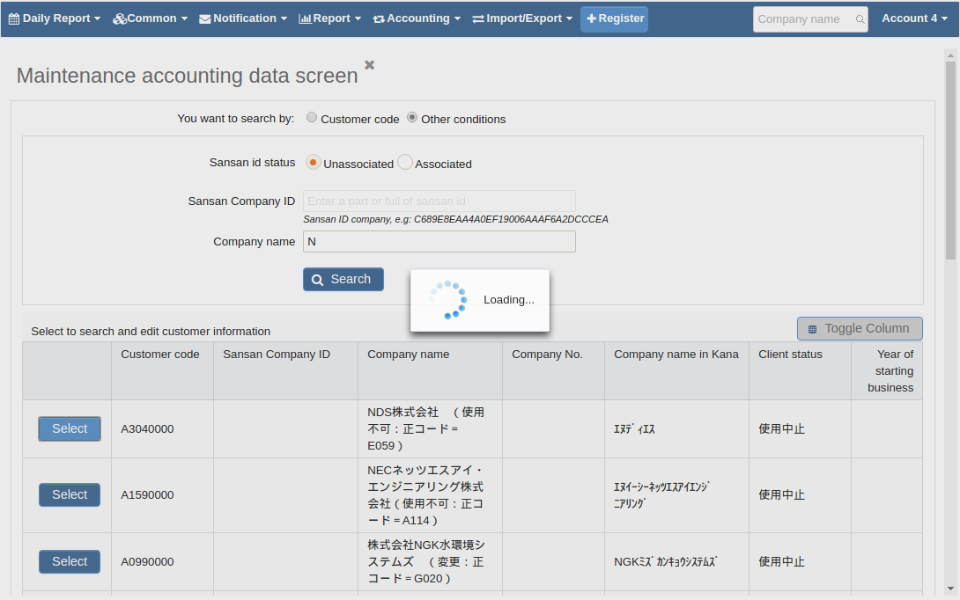 Daily Report Common Notification Report Accounting Import/Export Register Company name Account 4
Maintenance accounting data screen
You want to search by: Customer code Other conditions
Sansan id status Unassociated Associated
Sansan Company ID Enter a part or full of sansan id
Sansan ID company, e.g: C689E8EAA4A0EF19006AAAF6A2DCCCEA
Company name N
Search
Loading...
Select to search and edit customer information Toggle Column
Customer code Sansan Company ID Company name Company No. Company name in Kana Client status Year of
starting
business
NDS株式会社 （使用
Select A3040000 不可：正コード＝ ｴﾇﾃﾞｨｴｽ 使用中止
E059）
NECネッツエスアイ・
エンジニアリング株式 ｴﾇｲｰｼｰﾈｯﾂｴｽｱｲｴﾝｼﾞ
Select A1590000 使用中止
会社（使用不可：正コ ﾆｱﾘﾝｸﾞ
ード＝A114）
株式会社NGK水環境シ
Select A0990000 ステムズ （変更：正 NGKﾐｽﾞｶﾝｷｮｳｼｽﾃﾑｽﾞ 使用中止
コード＝G020）